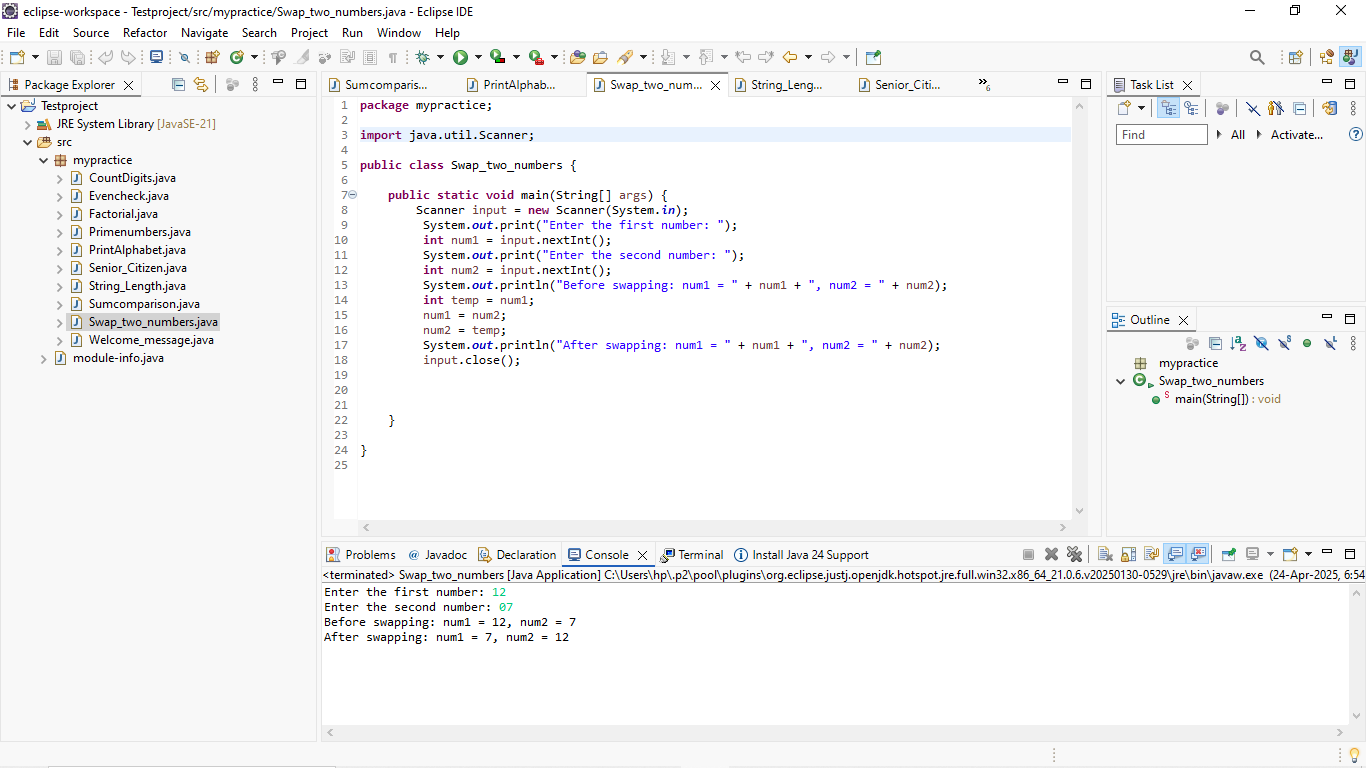 eclipse-workspace - Testproject/src/mypractice/Swap_two_numbers.java - Eclipse IDE
File Edit Source Refactor Navigate Search Project Run Window Help
Package Explorer
Testproject
JRE System Library [JavaSE-21]
src
mypractice
CountDigits.java
Evencheck.java
Factorial.java
Primenumbers.java
PrintAlphabet.java
Senior_Citizen.java
String_Length.java
Sumcomparison.java
Swap_two_numbers.java
Welcome_message.java
module-info.java
Sumcomparis... PrintAlphab... Swap_two_num... String_Leng... Senior_Citi... »6
1 package mypractice;
2
3 import java.util.Scanner;
4
5 public class Swap_two_numbers {
6
7 public static void main(String[] args) {
8 Scanner input = new Scanner(System.in);
9 System.out.print("Enter the first number: ");
10 int num1 = input.nextInt();
11 System.out.print("Enter the second number: ");
12 int num2 = input.nextInt();
13 System.out.println("Before swapping: num1 = " + num1 + ", num2 = " + num2);
14 int temp = num1;
15 num1 = num2;
16 num2 = temp;
17 System.out.println("After swapping: num1 = " + num1 + ", num2 = " + num2);
18 input.close();
19
20
21
22 }
23
24 }
25
Task List
Find All Activate...
Outline
mypractice
Swap_two_numbers
main(String[]) : void
Problems Javadoc Declaration Console Terminal Install Java 24 Support
<terminated> Swap_two_numbers [Java Application] C:\Users\hp\.p2\pool\plugins\org.eclipse.justj.openjdk.hotspot.jre.full.win32.x86_64_21.0.6.v20250130-0529\jre\bin\javaw.exe (24-Apr-2025, 6:54
Enter the first number: 12
Enter the second number: 07
Before swapping: num1 = 12, num2 = 7
After swapping: num1 = 7, num2 = 12